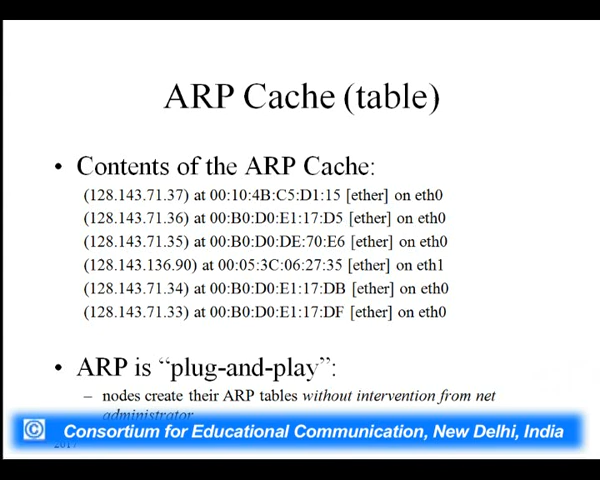 ARP Cache (table)
• Contents of the ARP Cache:
(128.143.71.37) at 00:10:4B:C5:D1:15 [ether] on eth0
(128.143.71.36) at 00:B0:D0:E1:17:D5 [ether] on eth0
(128.143.71.35) at 00:B0:D0:DE:70:E6 [ether] on eth0
(128.143.136.90) at 00:05:3C:06:27:35 [ether] on eth1
(128.143.71.34) at 00:B0:D0:E1:17:DB [ether] on eth0
(128.143.71.33) at 00:B0:D0:E1:17:DF [ether] on eth0
• ARP is “plug-and-play”:
– nodes create their ARP tables without intervention from net
administrator
© Consortium for Educational Communication, New Delhi, India